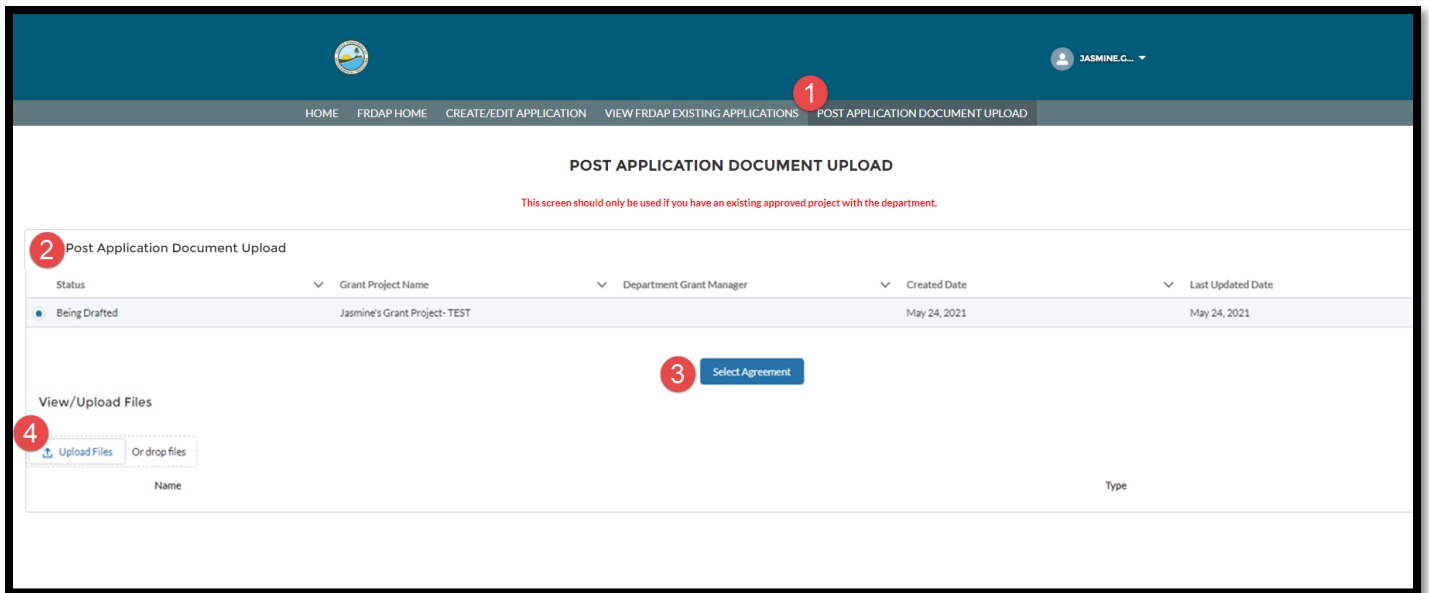 JASMINE.G...
1
HOME FRDAP HOME CREATE/EDIT APPLICATION VIEW FRDAP EXISTING APPLICATIONS POST APPLICATION DOCUMENT UPLOAD
POST APPLICATION DOCUMENT UPLOAD
This screen should only be used if you have an existing approved project with the department.
2 Post Application Document Upload
Status Grant Project Name Department Grant Manager Created Date Last Updated Date
Being Drafted Jasmine's Grant Project- TEST May 24, 2021 May 24, 2021
3 Select Agreement
View/Upload Files
4
Upload Files Or drop files
Name Type